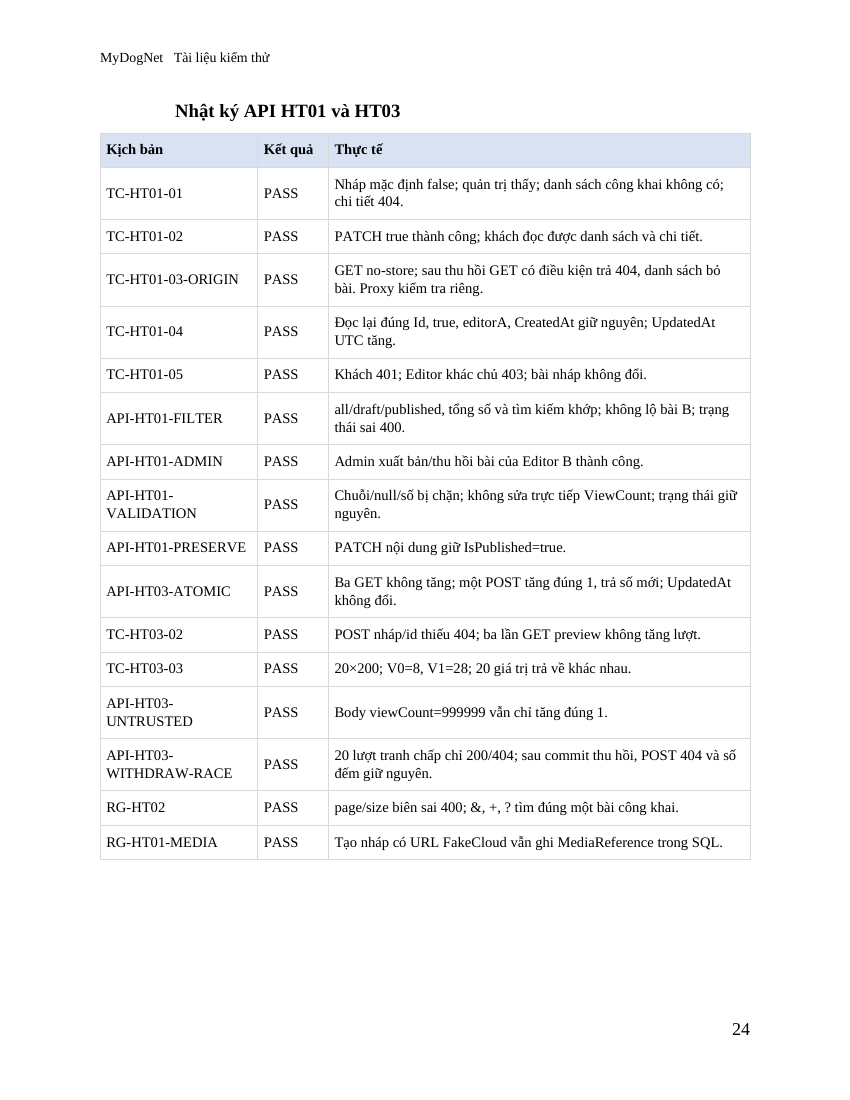 MyDogNet Tài liệu kiểm thử
Nhật ký API HT01 và HT03
Kịch bản Kết quả Thực tế
TC-HT01-01 PASS Nháp mặc định false; quản trị thấy; danh sách công khai không có;
chi tiết 404.
TC-HT01-02 PASS PATCH true thành công; khách đọc được danh sách và chi tiết.
TC-HT01-03-ORIGIN PASS GET no-store; sau thu hồi GET có điều kiện trả 404, danh sách bỏ
bài. Proxy kiểm tra riêng.
TC-HT01-04 PASS Đọc lại đúng Id, true, editorA, CreatedAt giữ nguyên; UpdatedAt
UTC tăng.
TC-HT01-05 PASS Khách 401; Editor khác chủ 403; bài nháp không đổi.
API-HT01-FILTER PASS all/draft/published, tổng số và tìm kiếm khớp; không lộ bài B; trạng
thái sai 400.
API-HT01-ADMIN PASS Admin xuất bản/thu hồi bài của Editor B thành công.
API-HT01-
VALIDATION PASS Chuỗi/null/số bị chặn; không sửa trực tiếp ViewCount; trạng thái giữ
nguyên.
API-HT01-PRESERVE PASS PATCH nội dung giữ IsPublished=true.
API-HT03-ATOMIC PASS Ba GET không tăng; một POST tăng đúng 1, trả số mới; UpdatedAt
không đổi.
TC-HT03-02 PASS POST nháp/id thiếu 404; ba lần GET preview không tăng lượt.
TC-HT03-03 PASS 20×200; V0=8, V1=28; 20 giá trị trả về khác nhau.
API-HT03-
UNTRUSTED PASS Body viewCount=999999 vẫn chỉ tăng đúng 1.
API-HT03-
WITHDRAW-RACE PASS 20 lượt tranh chấp chỉ 200/404; sau commit thu hồi, POST 404 và số
đếm giữ nguyên.
RG-HT02 PASS page/size biên sai 400; &, +, ? tìm đúng một bài công khai.
RG-HT01-MEDIA PASS Tạo nháp có URL FakeCloud vẫn ghi MediaReference trong SQL.
24